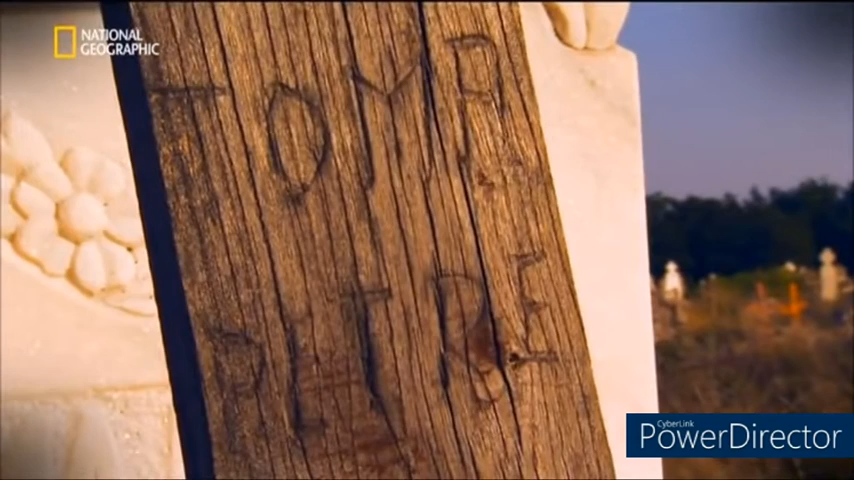 NATIONAL
GEOGRAPHIC
TOMA
PETRE
CyberLink
PowerDirector